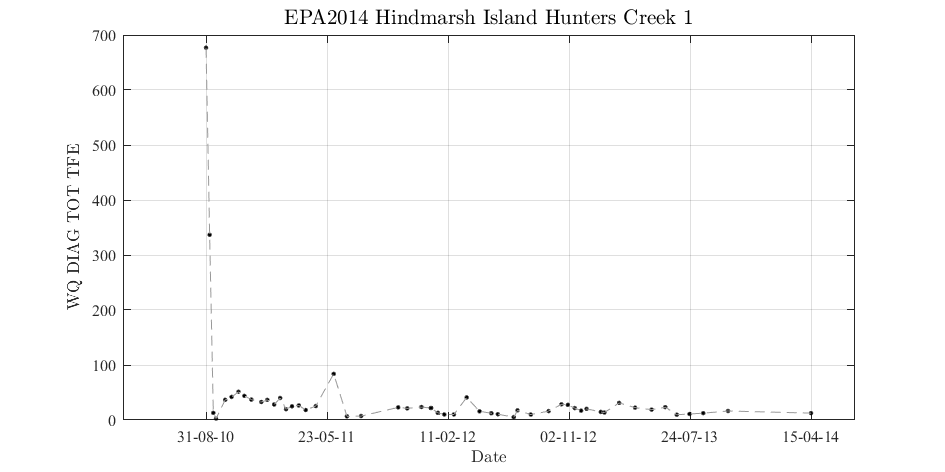 EPA2014 Hindmarsh Island Hunters Creek 1
700
600
500
400
300
200
100
0
WQ DIAG TOT TFE
31-08-10 23-05-11 11-02-12 02-11-12 24-07-13 15-04-14
Date